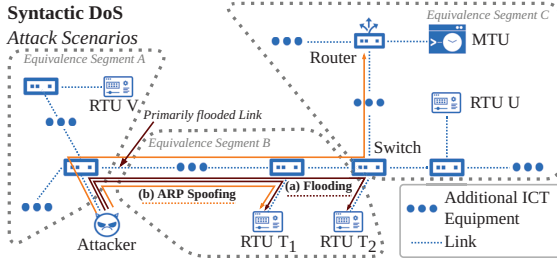 Syntactic DoS
Attack Scenarios
Equivalence Segment A
Equivalence Segment C
Router
MTU
RTU V
Primarily flooded Link
RTU U
Equivalence Segment B
Switch
(b) ARP Spoofing
(a) Flooding
Attacker
RTU T1
RTU T2
Additional ICT
Equipment
Link